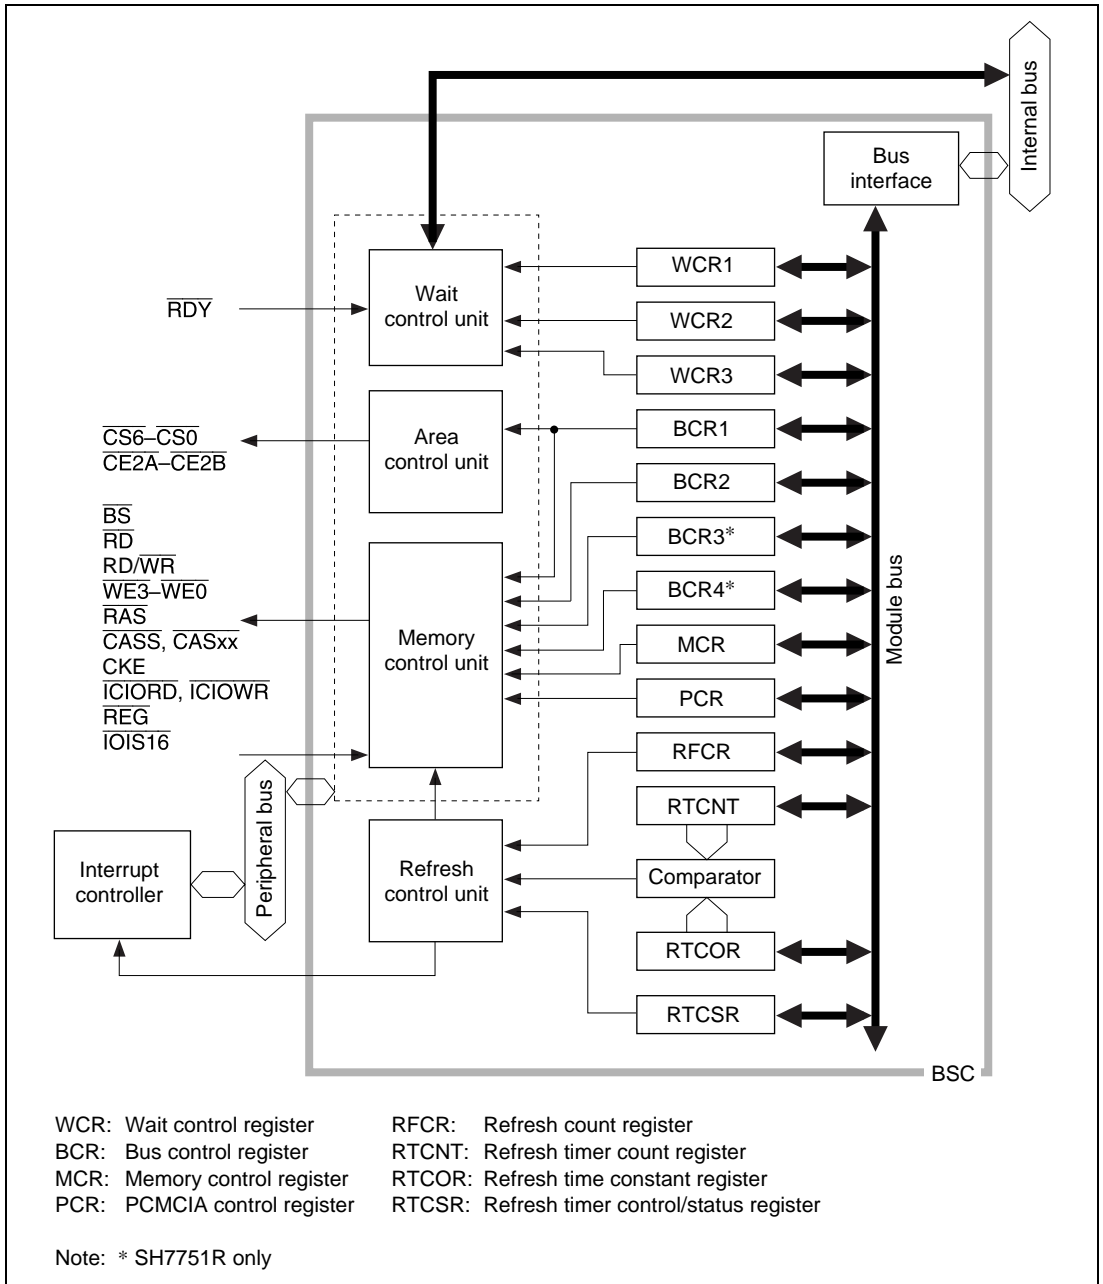 Internal bus
Bus
interface
Wait
control unit
RDY
WCR1
WCR2
WCR3
Area
control unit
CS6–CS0
CE2A–CE2B
BCR1
BCR2
BCR3*
BCR4*
MCR
PCR
RFCR
RTCNT
Comparator
RTCOR
RTCSR
Module bus
BS
RD
RD/WR
WE3–WE0
RAS
CASS, CASxx
CKE
ICIORD, ICIOWR
REG
IOIS16
Memory
control unit
Peripheral bus
Interrupt
controller
Refresh
control unit
BSC
WCR: Wait control register
BCR: Bus control register
MCR: Memory control register
PCR: PCMCIA control register
RFCR: Refresh count register
RTCNT: Refresh timer count register
RTCOR: Refresh time constant register
RTCSR: Refresh timer control/status register
Note: * SH7751R only